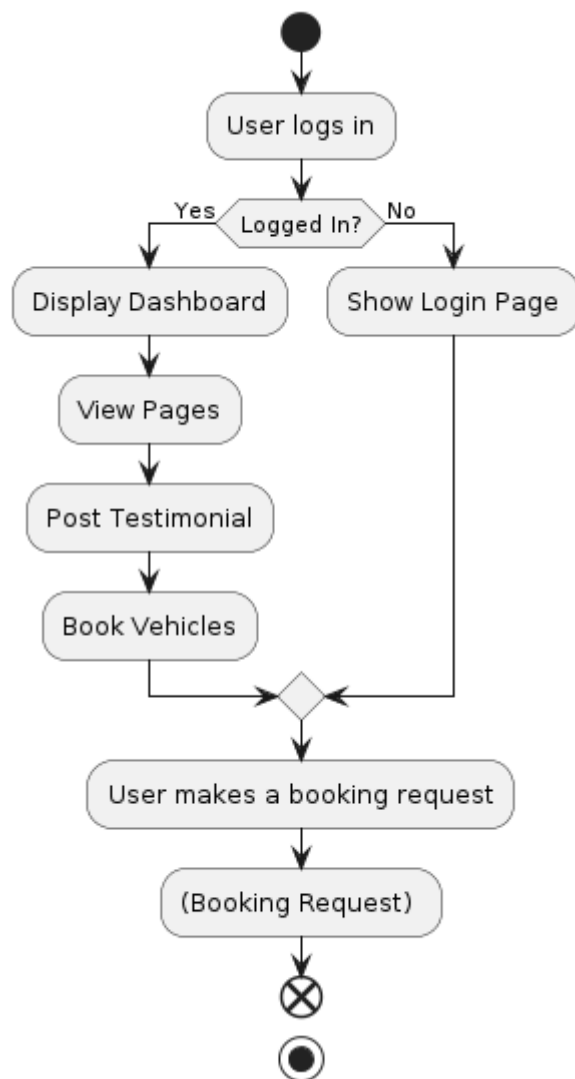 User logs in
Yes
Logged In?
No
Display Dashboard
Show Login Page
View Pages
Post Testimonial
Book Vehicles
User makes a booking request
(Booking Request)